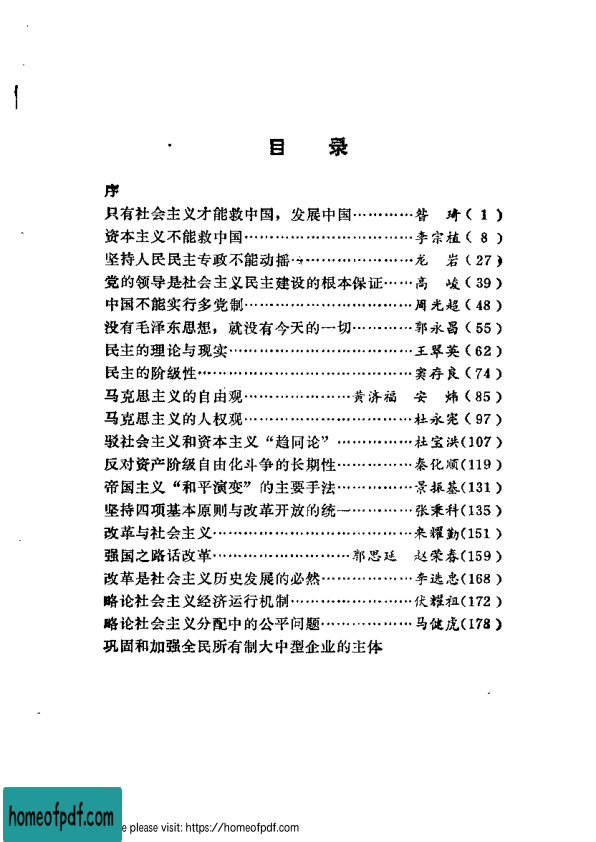 目 录
序
只有社会主义才能救中国，发展中国…………昝 琦( 1 )
资本主义不能救中国……………………………李宗植( 8 )
坚持人民民主专政不能动摇……………………龙 岩(27)
党的领导是社会主义民主建设的根本保证……高 峻(39)
中国不能实行多党制……………………………周光超(48)
没有毛泽东思想，就没有今天的一切…………郭永昌(55)
民主的理论与现实………………………………王翠英(62)
民主的阶级性……………………………………窦存良(74)
马克思主义的自由观…………………黄济福 安 炜(85)
马克思主义的人权观……………………………杜永宪(97)
驳社会主义和资本主义“趋同论”……………杜宝洪(107)
反对资产阶级自由化斗争的长期性……………秦化顺(119)
帝国主义“和平演变”的主要手法……………景振基(131)
坚持四项基本原则与改革开放的统一…………张秉科(135)
改革与社会主义…………………………………来耀勤(151)
强国之路话改革………………………郭思廷 赵荣春(159)
改革是社会主义历史发展的必然………………李选忠(168)
略论社会主义经济运行机制……………………伏耀祖(172)
略论社会主义分配中的公平问题………………马健虎(178)
巩固和加强全民所有制大中型企业的主体
homeofpdf.com
e please visit: https://homeofpdf.com